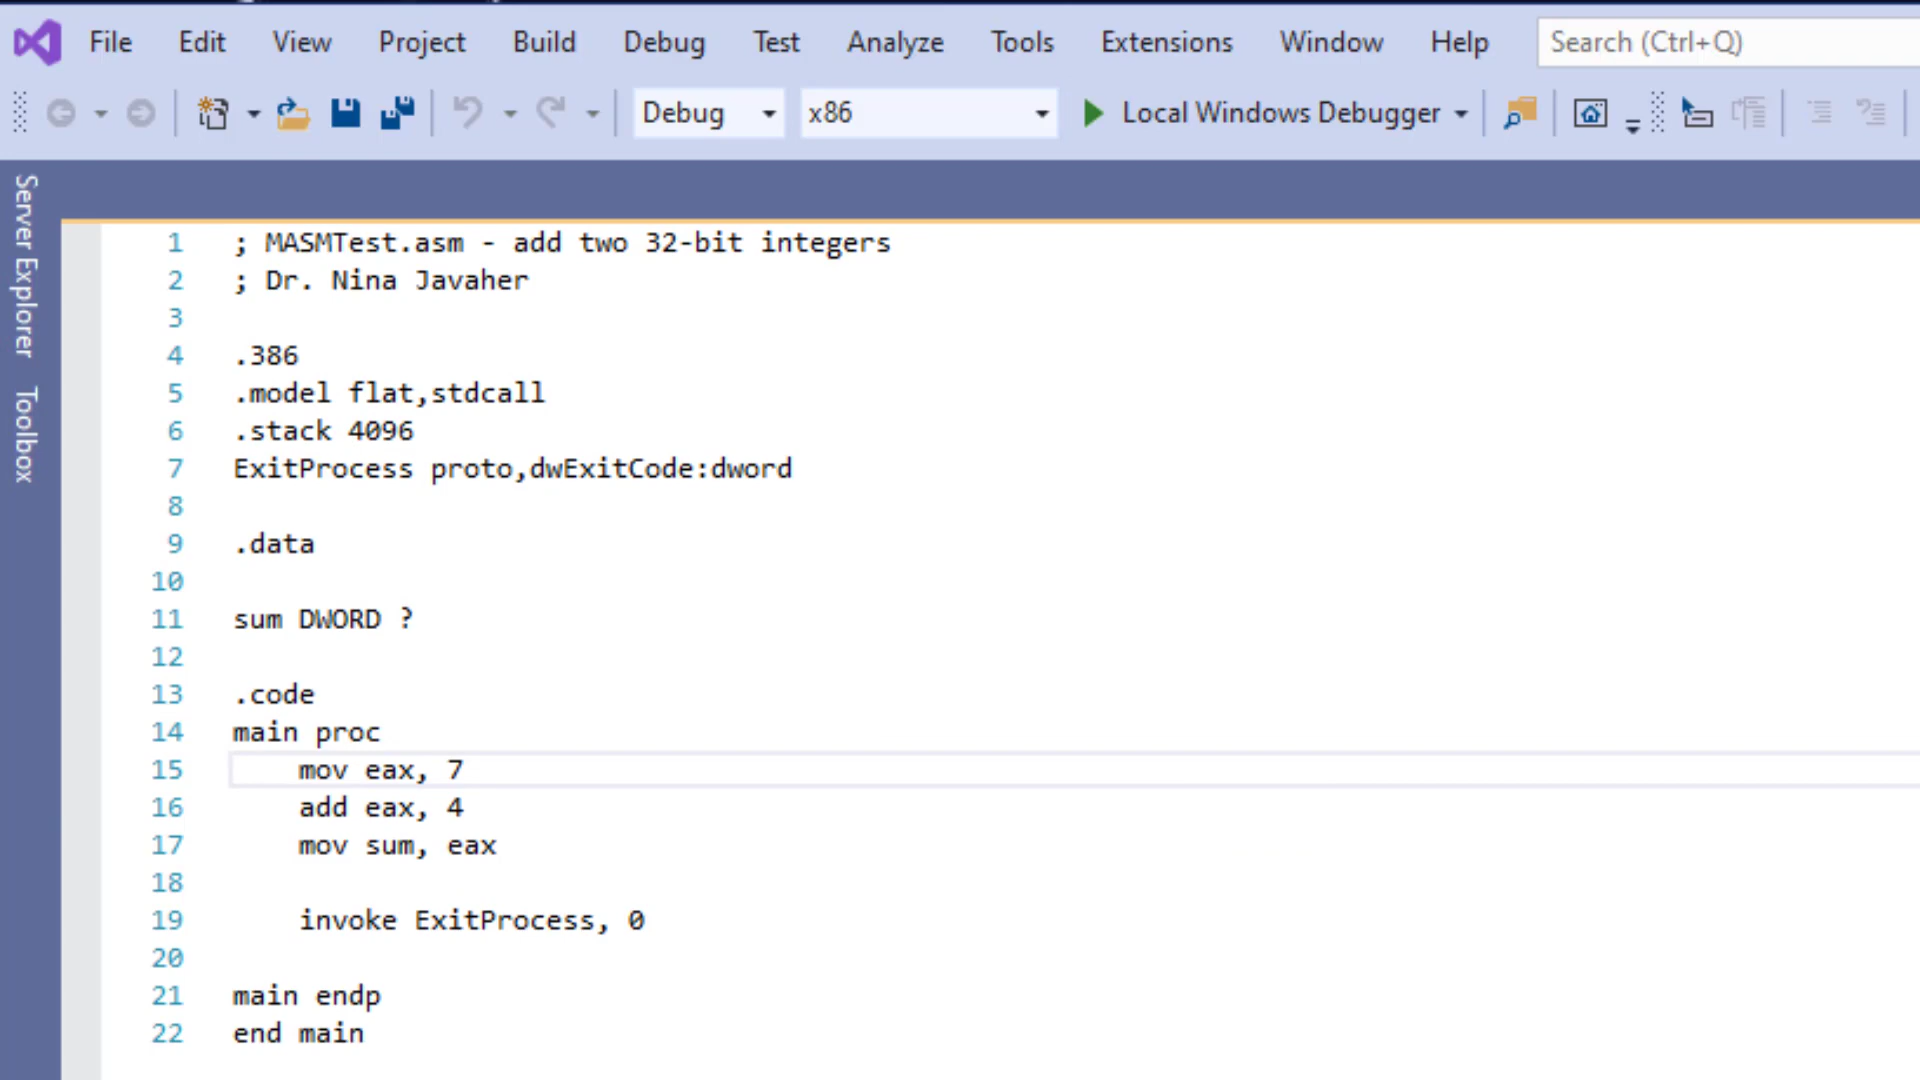 File Edit View Project Build Debug Test Analyze Tools Extensions Window Help Search (Ctrl+Q)
Debug x86 Local Windows Debugger
Server Explorer
Toolbox
1 ; MASMTest.asm - add two 32-bit integers
2 ; Dr. Nina Javaher
3
4 .386
5 .model flat,stdcall
6 .stack 4096
7 ExitProcess proto,dwExitCode:dword
8
9 .data
10
11 sum DWORD ?
12
13 .code
14 main proc
15 mov eax, 7
16 add eax, 4
17 mov sum, eax
18
19 invoke ExitProcess, 0
20
21 main endp
22 end main